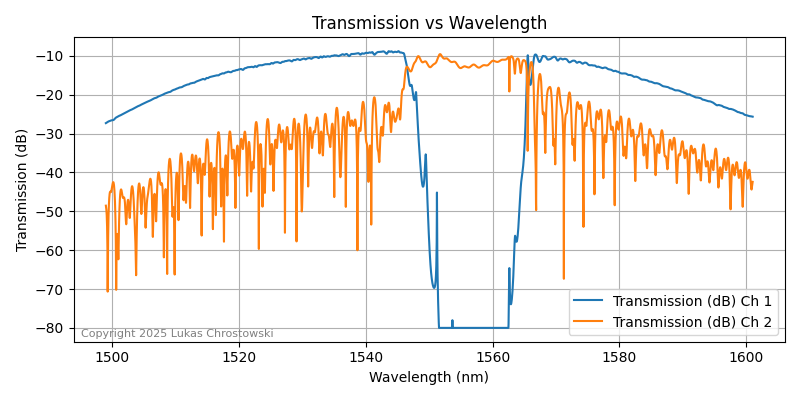 Transmission vs Wavelength
Transmission (dB)
−10
−20
−30
−40
−50
−60
−70
−80
Copyright 2025 Lukas Chrostowski
Transmission (dB) Ch 1
Transmission (dB) Ch 2
1500 1520 1540 1560 1580 1600
Wavelength (nm)